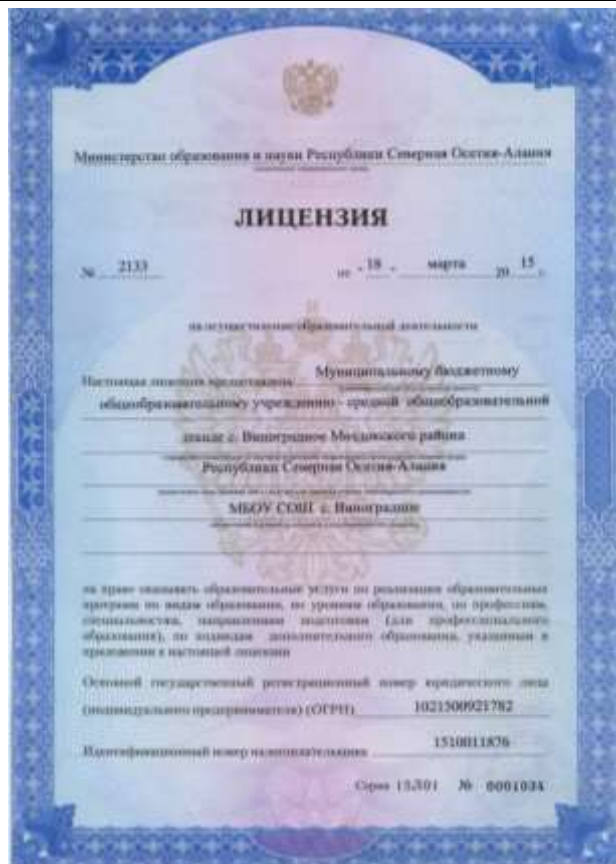 Министерство образования и науки Республики Северная Осетия-Алания
ЛИЦЕНЗИЯ
№ 2133 от « 18 » марта 20 15 г.
на осуществление образовательной деятельности
Настоящая лицензия предоставлена Муниципальному бюджетному
общеобразовательному учреждению - средней общеобразовательной
школе с. Виноградное Моздокского района
Республики Северная Осетия-Алания
МБОУ СОШ с. Виноградное
на право оказывать образовательные услуги по реализации образовательных
программ по видам образования, по уровням образования, по профессиям,
специальностям, направлениям подготовки (для профессионального
образования), по подвидам дополнительного образования, указанным в
приложении к настоящей лицензии
Основной государственный регистрационный номер юридического лица
(индивидуального предпринимателя) (ОГРН) 1021500921782
Идентификационный номер налогоплательщика 1510011876
Серия 15Л01 № 0001034